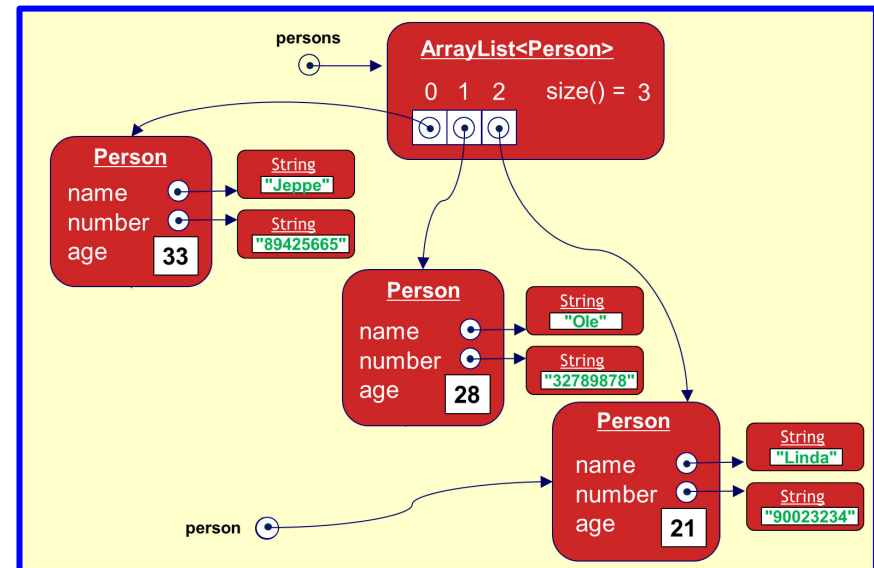 persons
ArrayList<Person>
0 1 2 size() = 3
Person
name
number
age 33
String
"Jeppe"
String
"89425665"
Person
name
number
age 28
String
"Ole"
String
"32789878"
Person
name
number
age 21
String
"Linda"
String
"90023234"
person